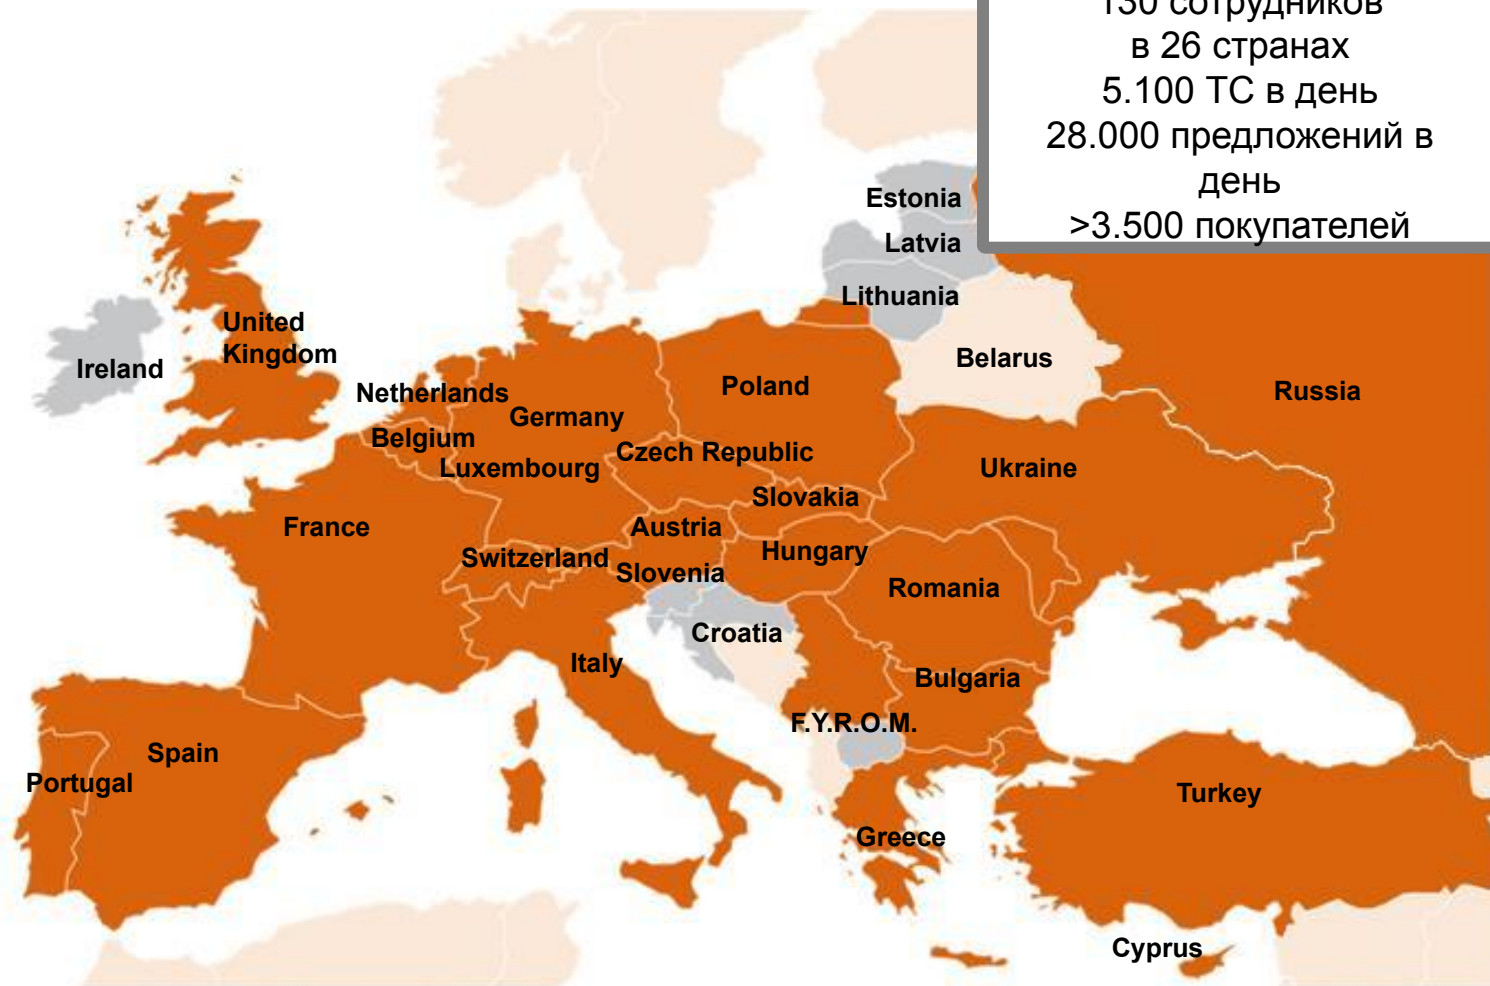 130 сотрудников
в 26 странах
5.100 ТС в день
28.000 предложений в
день
>3.500 покупателей
Estonia
Latvia
Lithuania
United
Kingdom
Ireland
Belarus
Netherlands
Poland
Russia
Germany
Belgium
Czech Republic
Luxembourg
Ukraine
Slovakia
France
Austria
Hungary
Switzerland
Slovenia
Romania
Croatia
Italy
Bulgaria
F.Y.R.O.M.
Spain
Portugal
Turkey
Greece
Cyprus